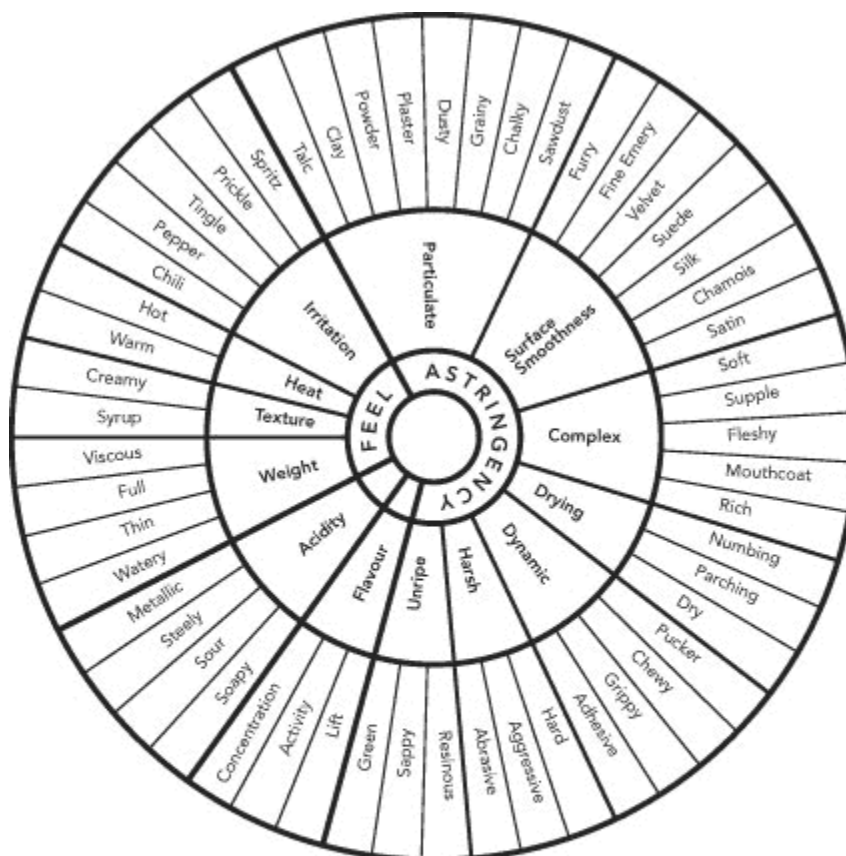 FEEL
ASTRINGENCY
Particulate
Surface
Smoothness
Complex
Drying
Dynamic
Harsh
Unripe
Flavour
Acidity
Weight
Texture
Heat
Irritation
Talc
Clay
Powder
Plaster
Dusty
Grainy
Chalky
Sawdust
Furry
Fine Emery
Velvet
Suede
Silk
Chamois
Satin
Soft
Supple
Fleshy
Mouthcoat
Rich
Numbing
Parching
Dry
Pucker
Chewy
Grippy
Adhesive
Hard
Aggressive
Abrasive
Resinous
Sappy
Green
Lift
Activity
Concentration
Soapy
Sour
Steely
Metallic
Watery
Thin
Full
Viscous
Syrup
Creamy
Warm
Hot
Chili
Pepper
Tingle
Prickle
Spritz